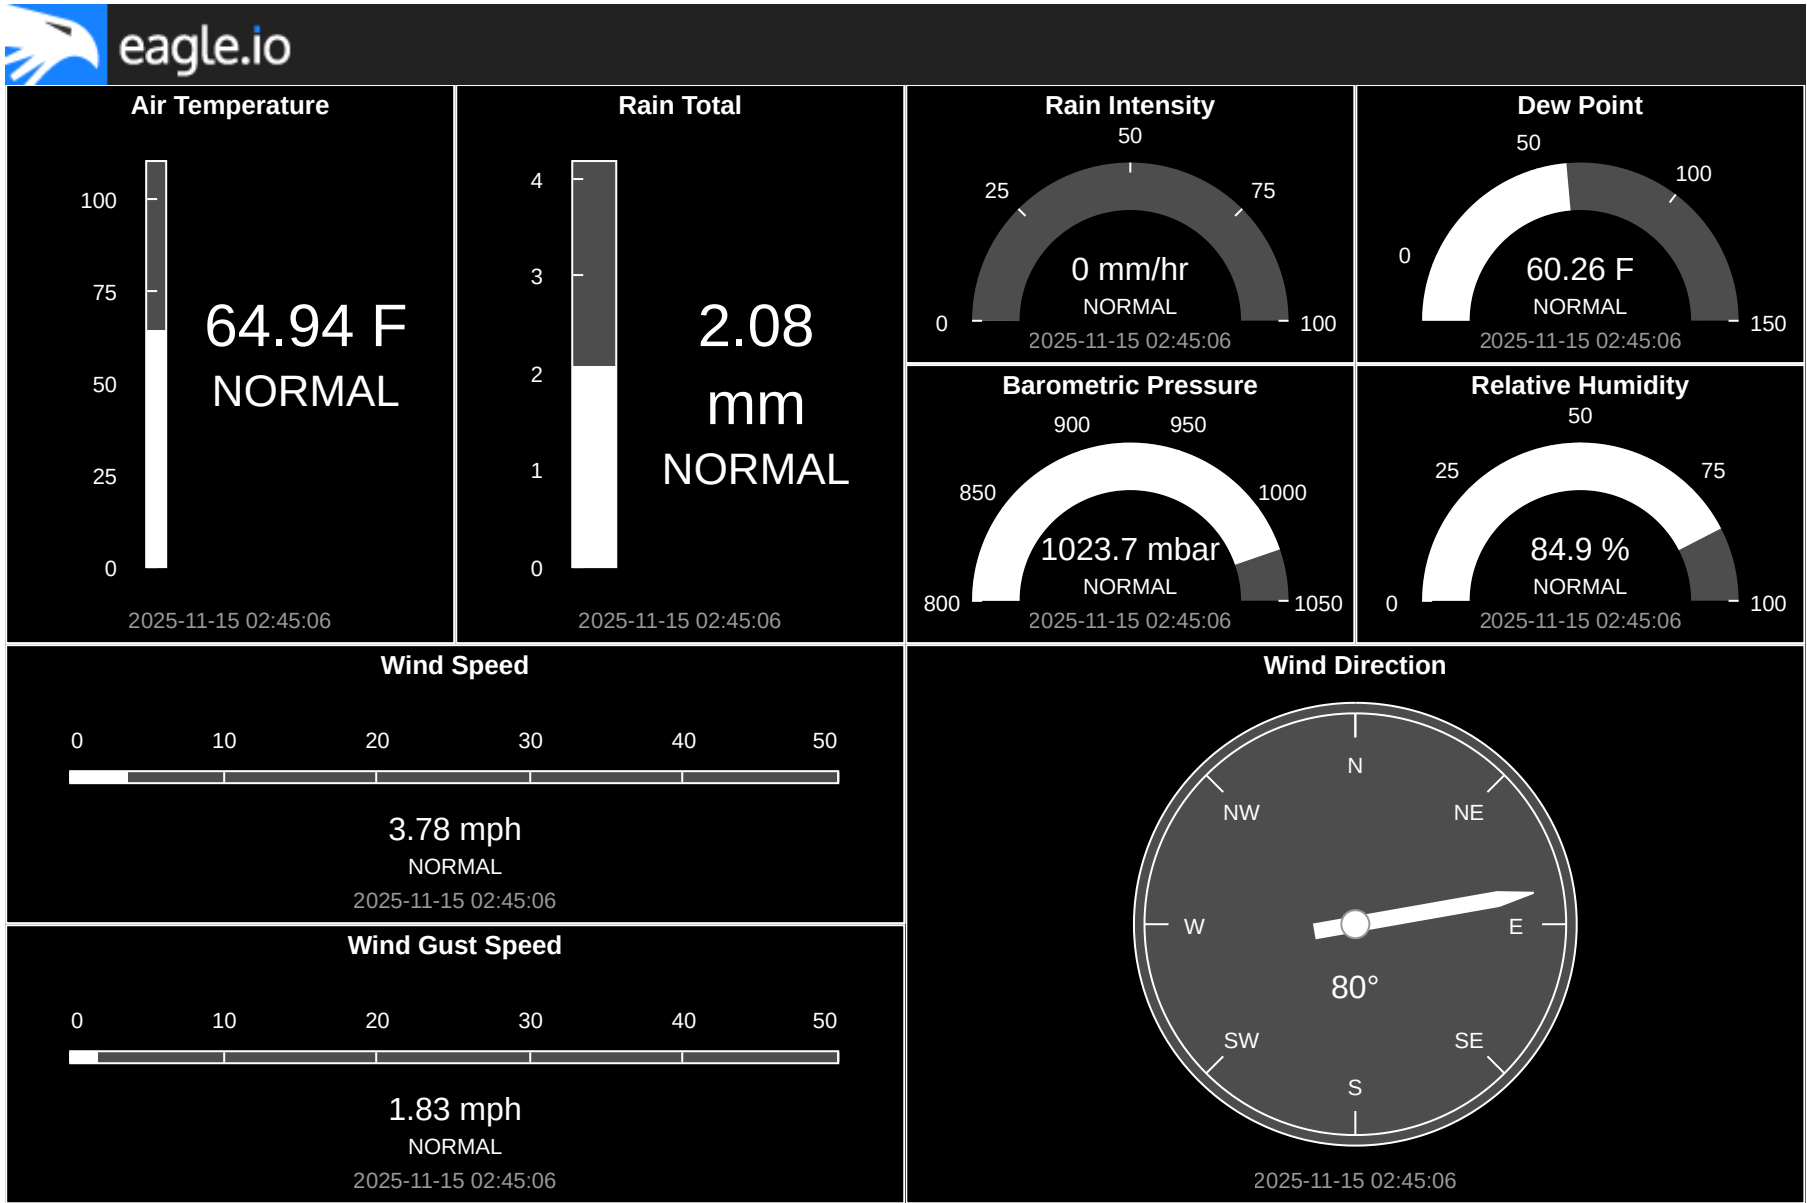 eagle.io
Air Temperature
100
75
50
25
0
64.94 F
NORMAL
2025-11-15 02:45:06
Rain Total
4
3
2
1
0
2.08
mm
NORMAL
2025-11-15 02:45:06
Rain Intensity
50
25
75
0
100
0 mm/hr
NORMAL
2025-11-15 02:45:06
Dew Point
50
100
0
150
60.26 F
NORMAL
2025-11-15 02:45:06
Barometric Pressure
900
950
850
1000
800
1050
1023.7 mbar
NORMAL
2025-11-15 02:45:06
Relative Humidity
50
25
75
0
100
84.9 %
NORMAL
2025-11-15 02:45:06
Wind Speed
0 10 20 30 40 50
3.78 mph
NORMAL
2025-11-15 02:45:06
Wind Gust Speed
0 10 20 30 40 50
1.83 mph
NORMAL
2025-11-15 02:45:06
Wind Direction
N
NW NE
W E
80°
SW SE
S
2025-11-15 02:45:06